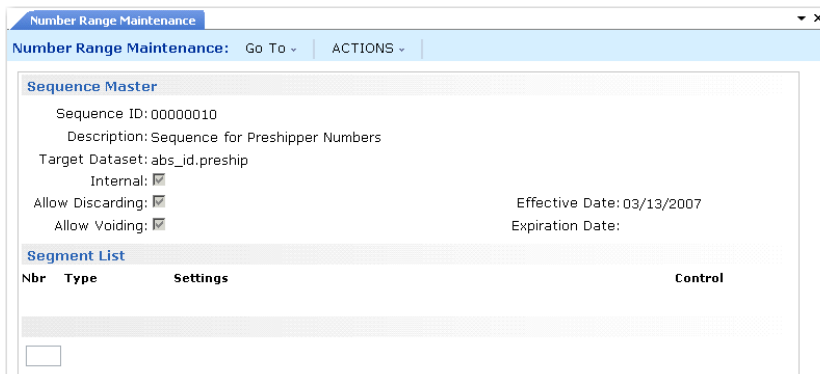 Number Range Maintenance
Number Range Maintenance: Go To ACTIONS
Sequence Master
Sequence ID: 00000010
Description: Sequence for Preshipper Numbers
Target Dataset: abs_id.preship
Internal:
Allow Discarding: Effective Date: 03/13/2007
Allow Voiding: Expiration Date:
Segment List
Nbr Type Settings Control